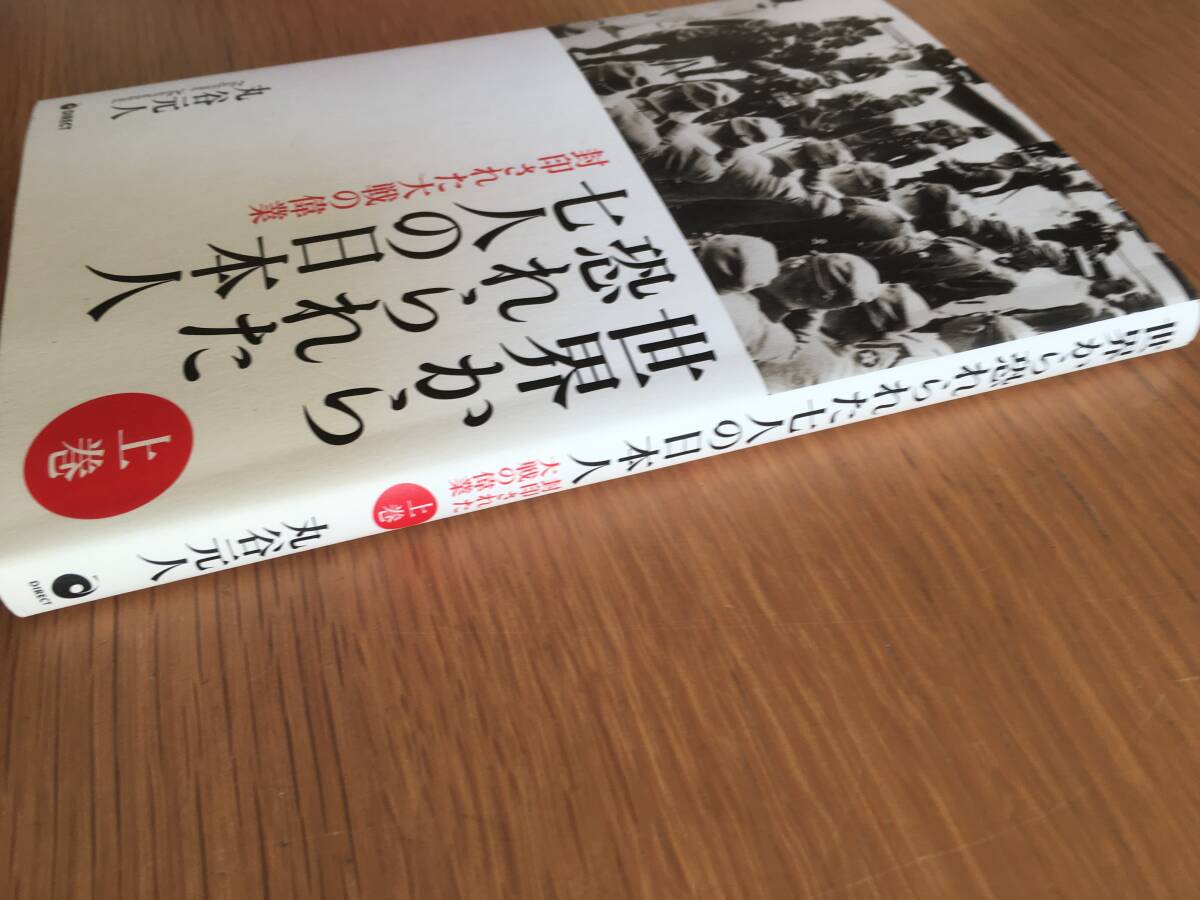 世界から
恐れられた
七人の日本人
封印された大戦の偉業
上巻
丸谷元人
DIRECT
世界から恐れられた七人の日本人
封印された
大戦の偉業
上巻
丸谷元人
DIRECT